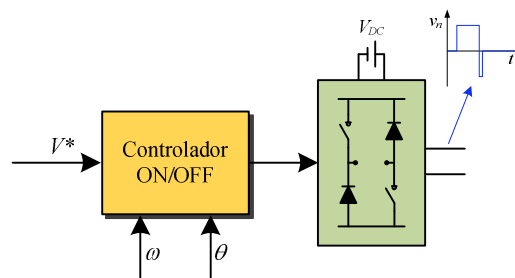 v_n
V_DC
t
V*
Controlador
ON/OFF
ω
θ